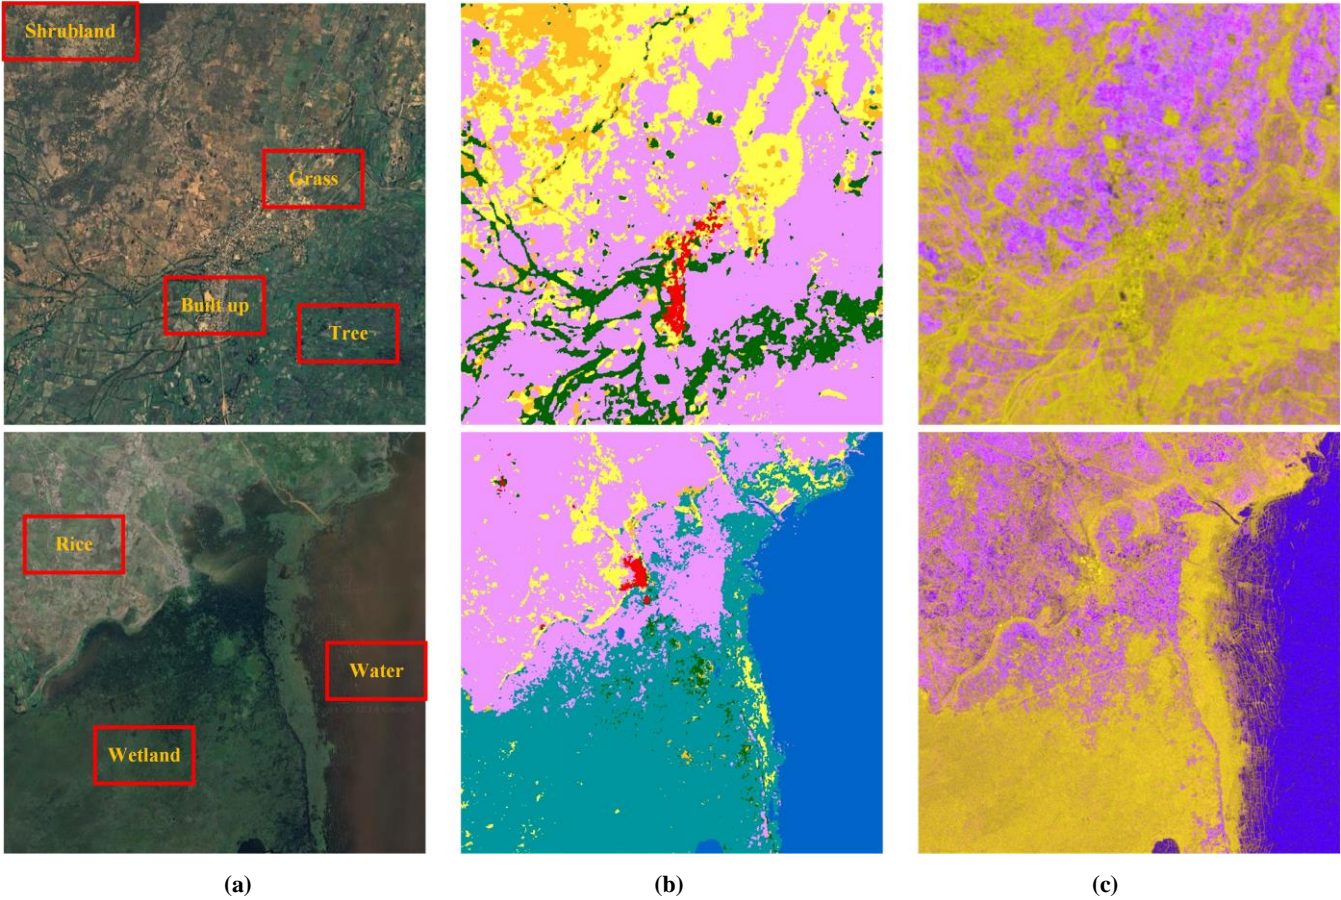 Shrubland
Grass
Built up
Tree
Rice
Water
Wetland
(a)
(b)
(c)